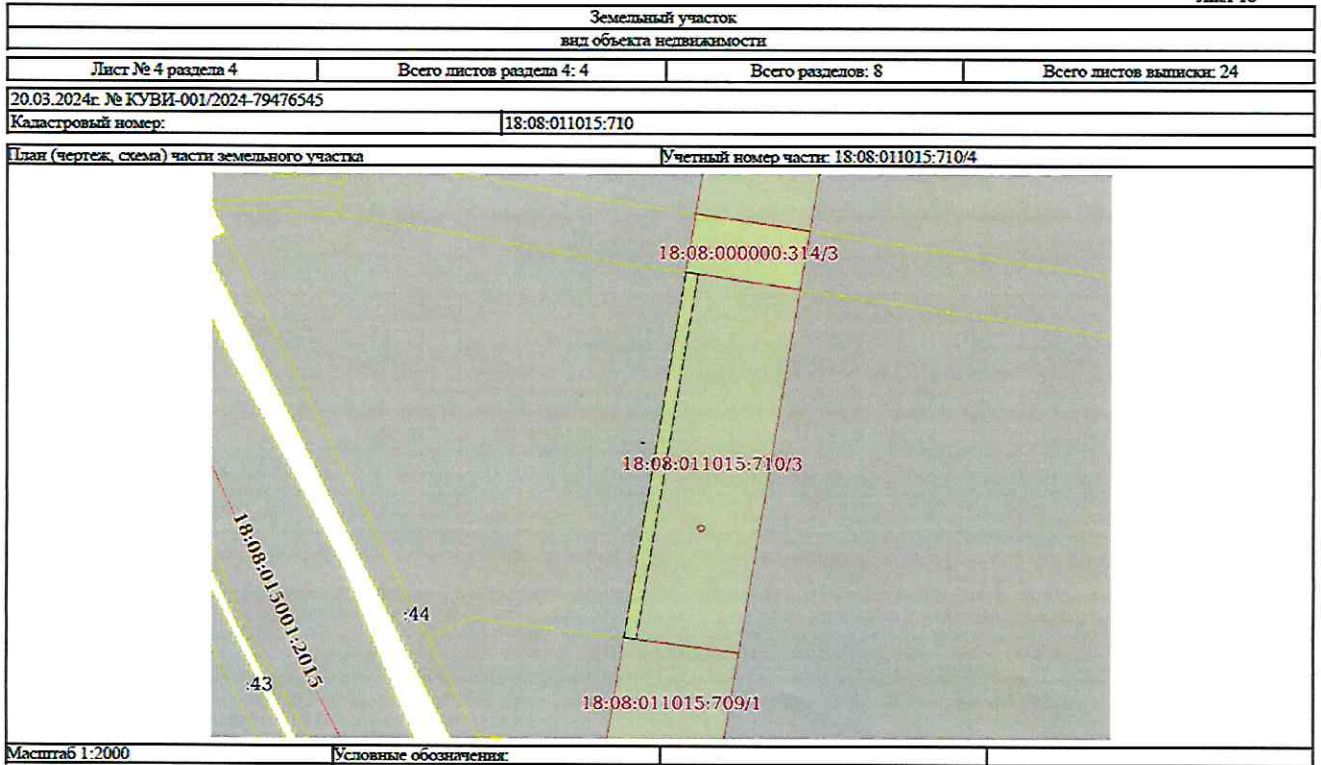 Земельный участок
вид объекта недвижимости
Лист № 4 раздела 4 Всего листов раздела 4: 4 Всего разделов: 8 Всего листов выписки: 24
20.03.2024г. № КУВИ-001/2024-79476545
Кадастровый номер: 18:08:011015:710
План (чертеж, схема) части земельного участка Учетный номер части: 18:08:011015:710/4
18:08:000000:314/3
18:08:011015:710/3
18:08:015001:2015
:44
:43
18:08:011015:709/1
Масштаб 1:2000 Условные обозначения: